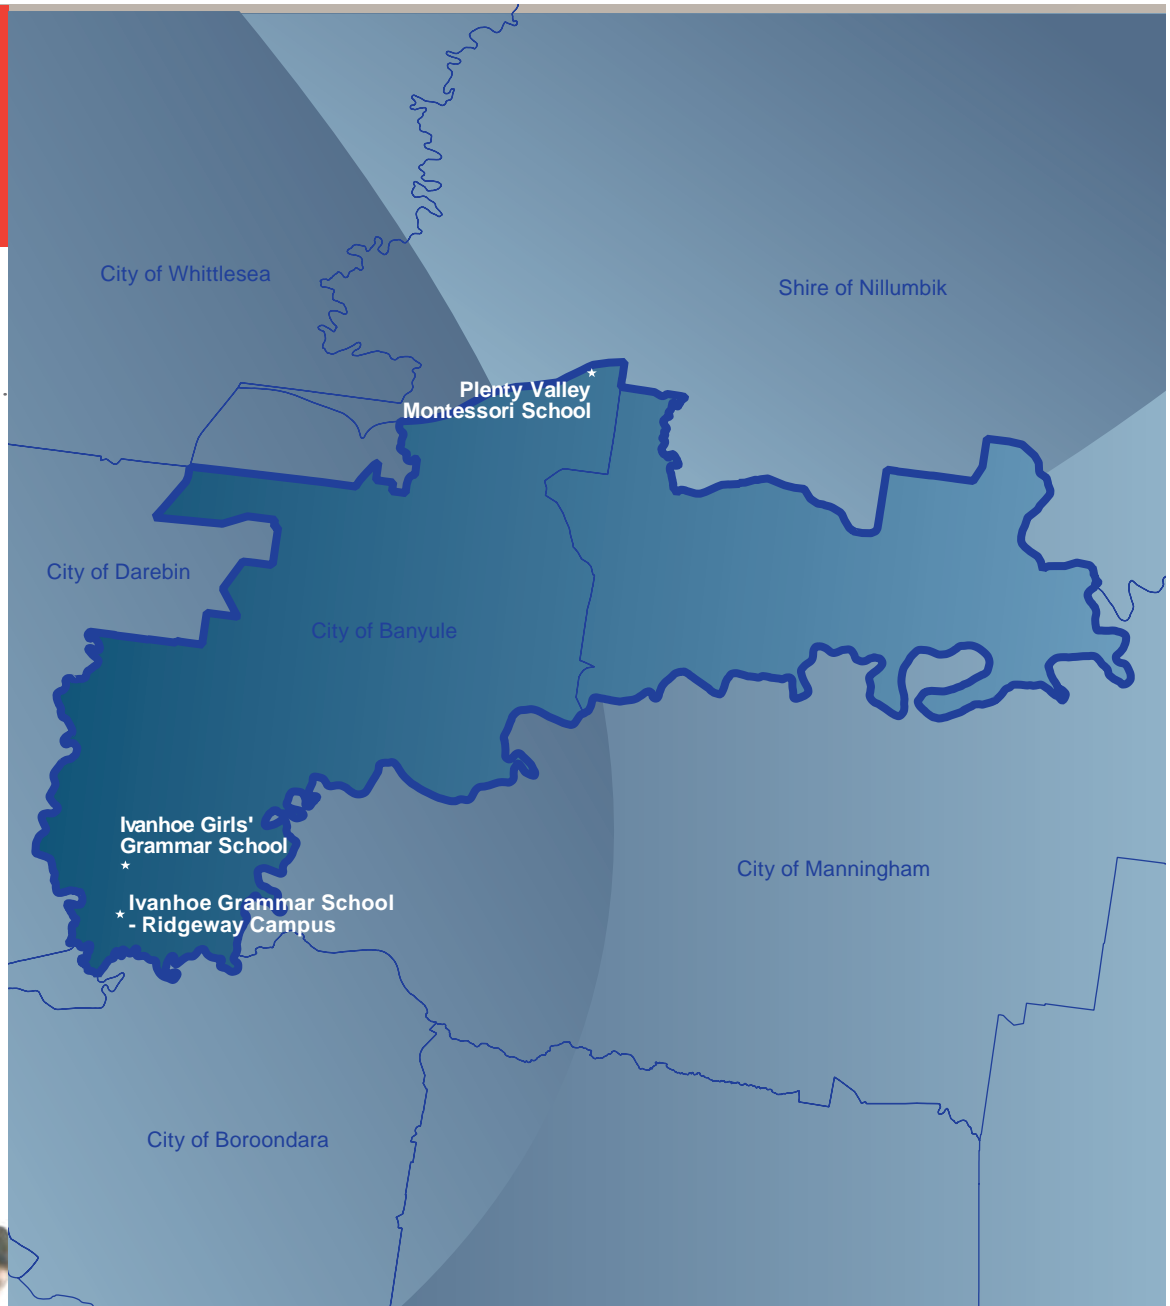 City of Whittlesea
Shire of Nillumbik
Plenty Valley
Montessori School
City of Darebin
City of Banyule
Ivanhoe Girls'
Grammar School
City of Manningham
Ivanhoe Grammar School
- Ridgeway Campus
City of Boroondara